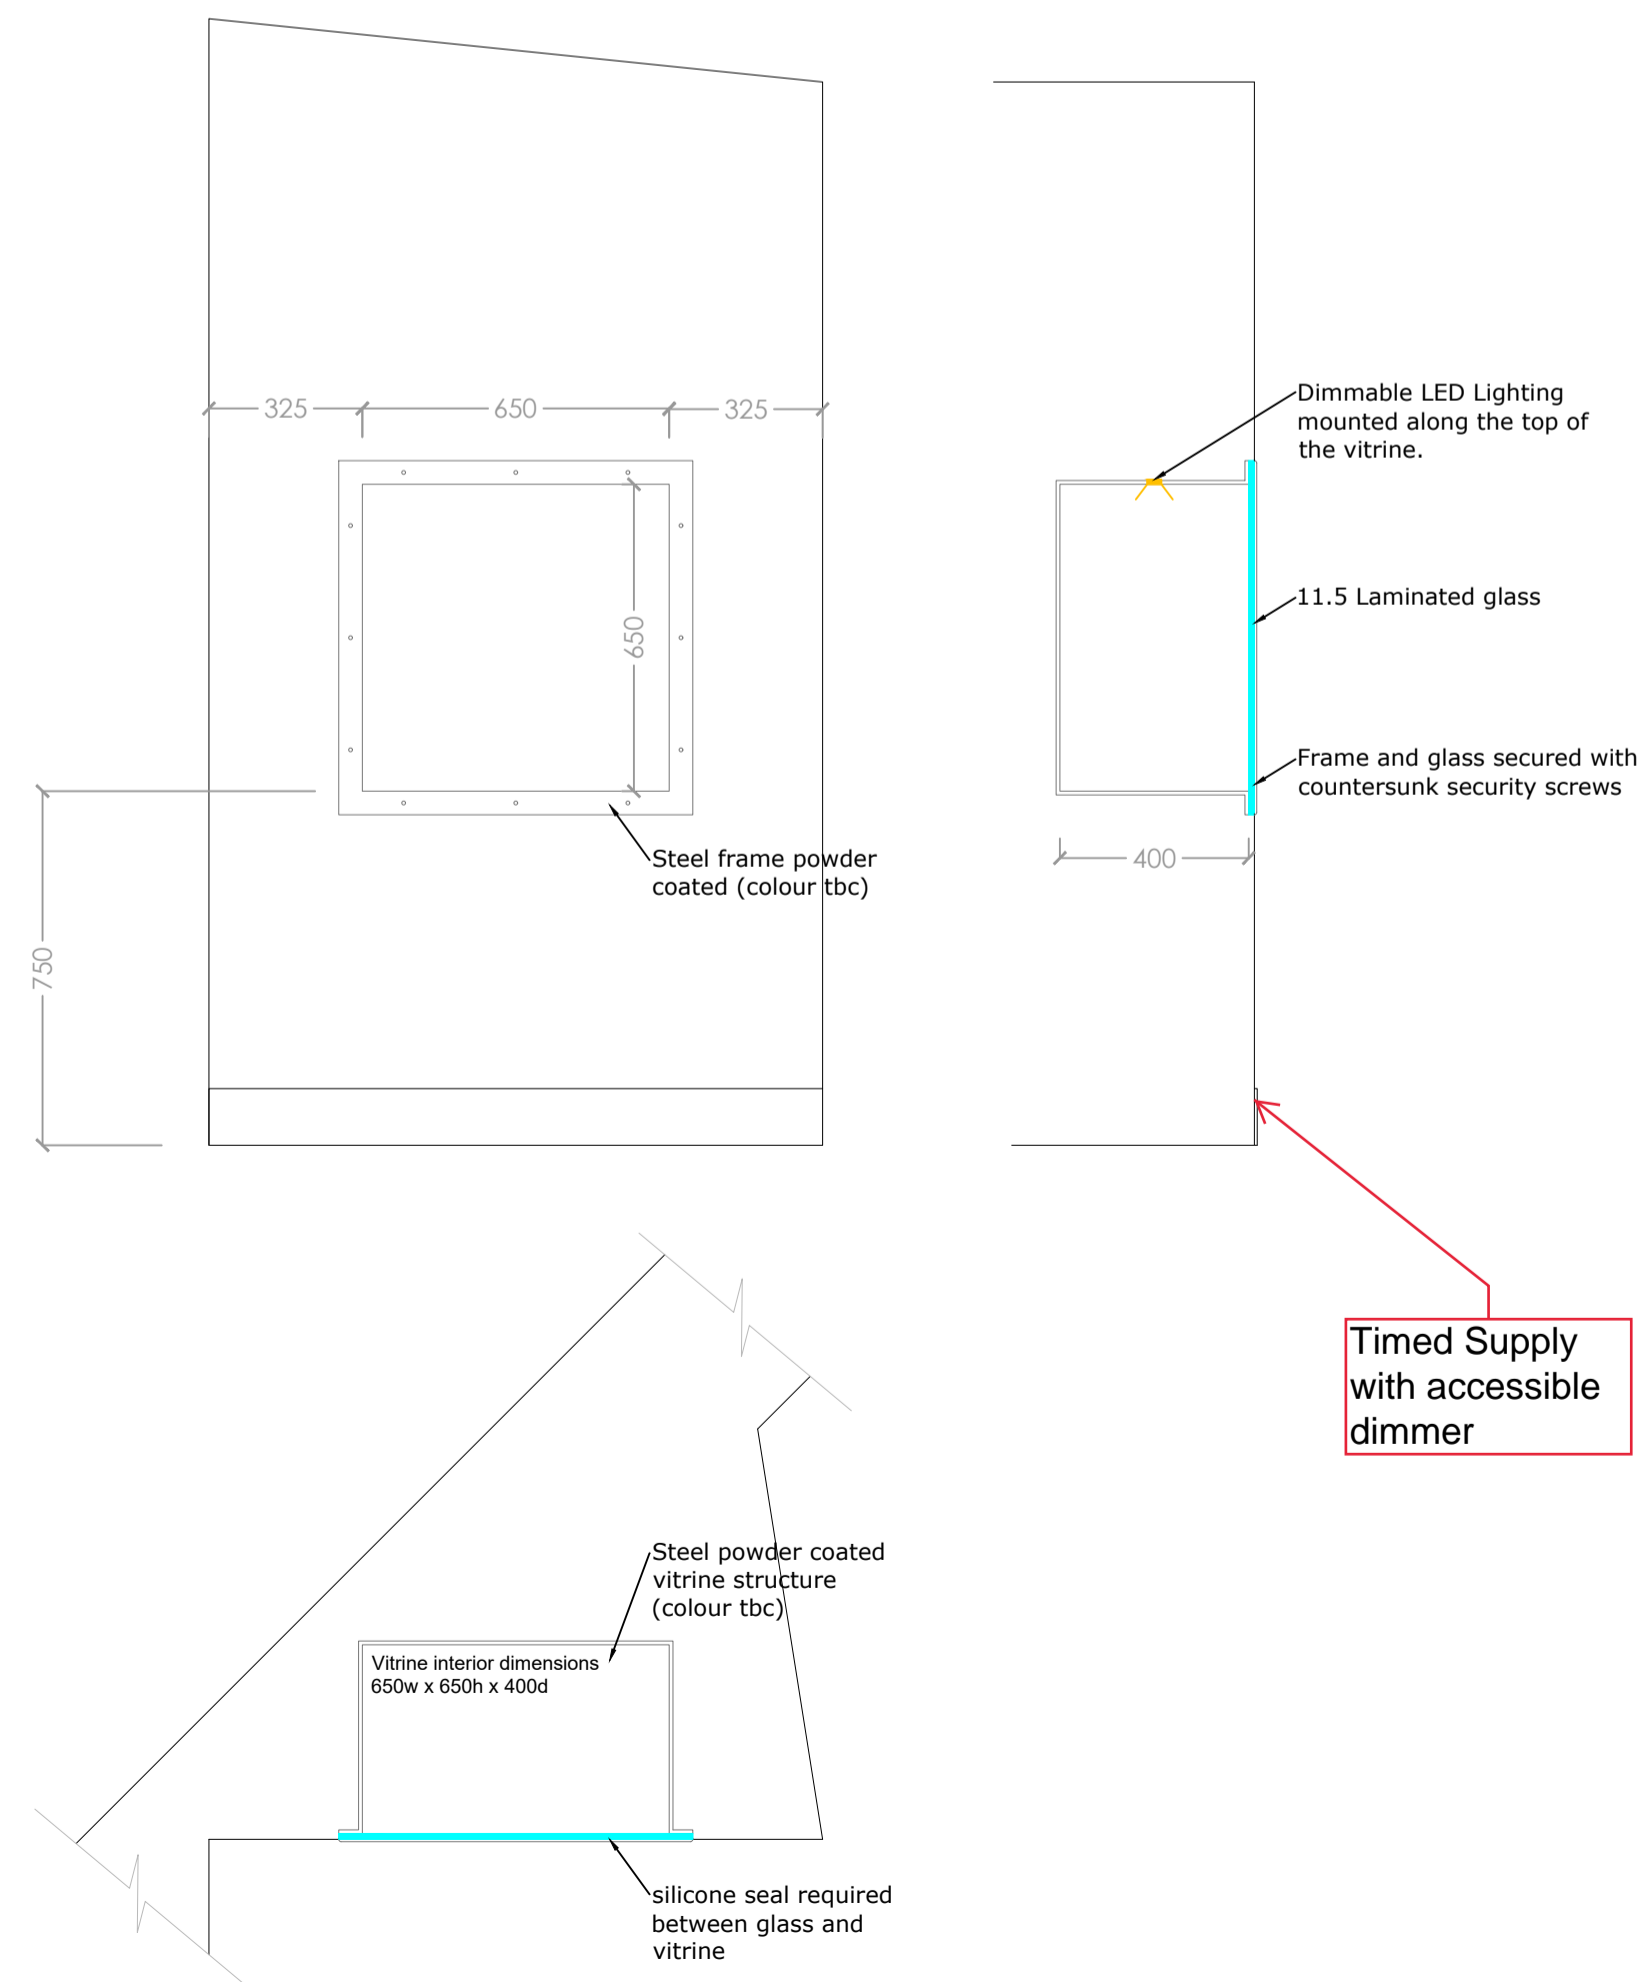 325
650
325
Dimmable LED Lighting
mounted along the top of
the vitrine.
650
11.5 Laminated glass
Frame and glass secured with
countersunk security screws
Steel frame powder
coated (colour tbc)
400
750
Timed Supply
with accessible
dimmer
Steel powder coated
vitrine structure
(colour tbc)
Vitrine interior dimensions
650w x 650h x 400d
silicone seal required
between glass and
vitrine